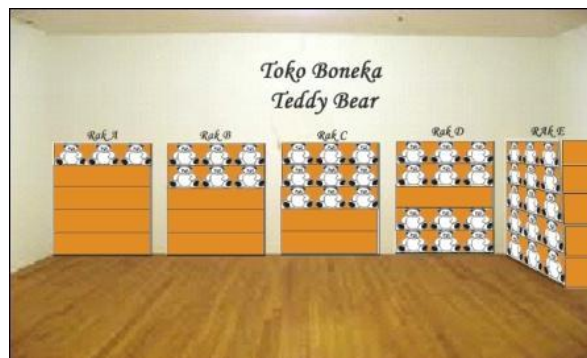 Toko Boneka
Teddy Bear
Rak A
Rak B
Rak C
Rak D
RAk E